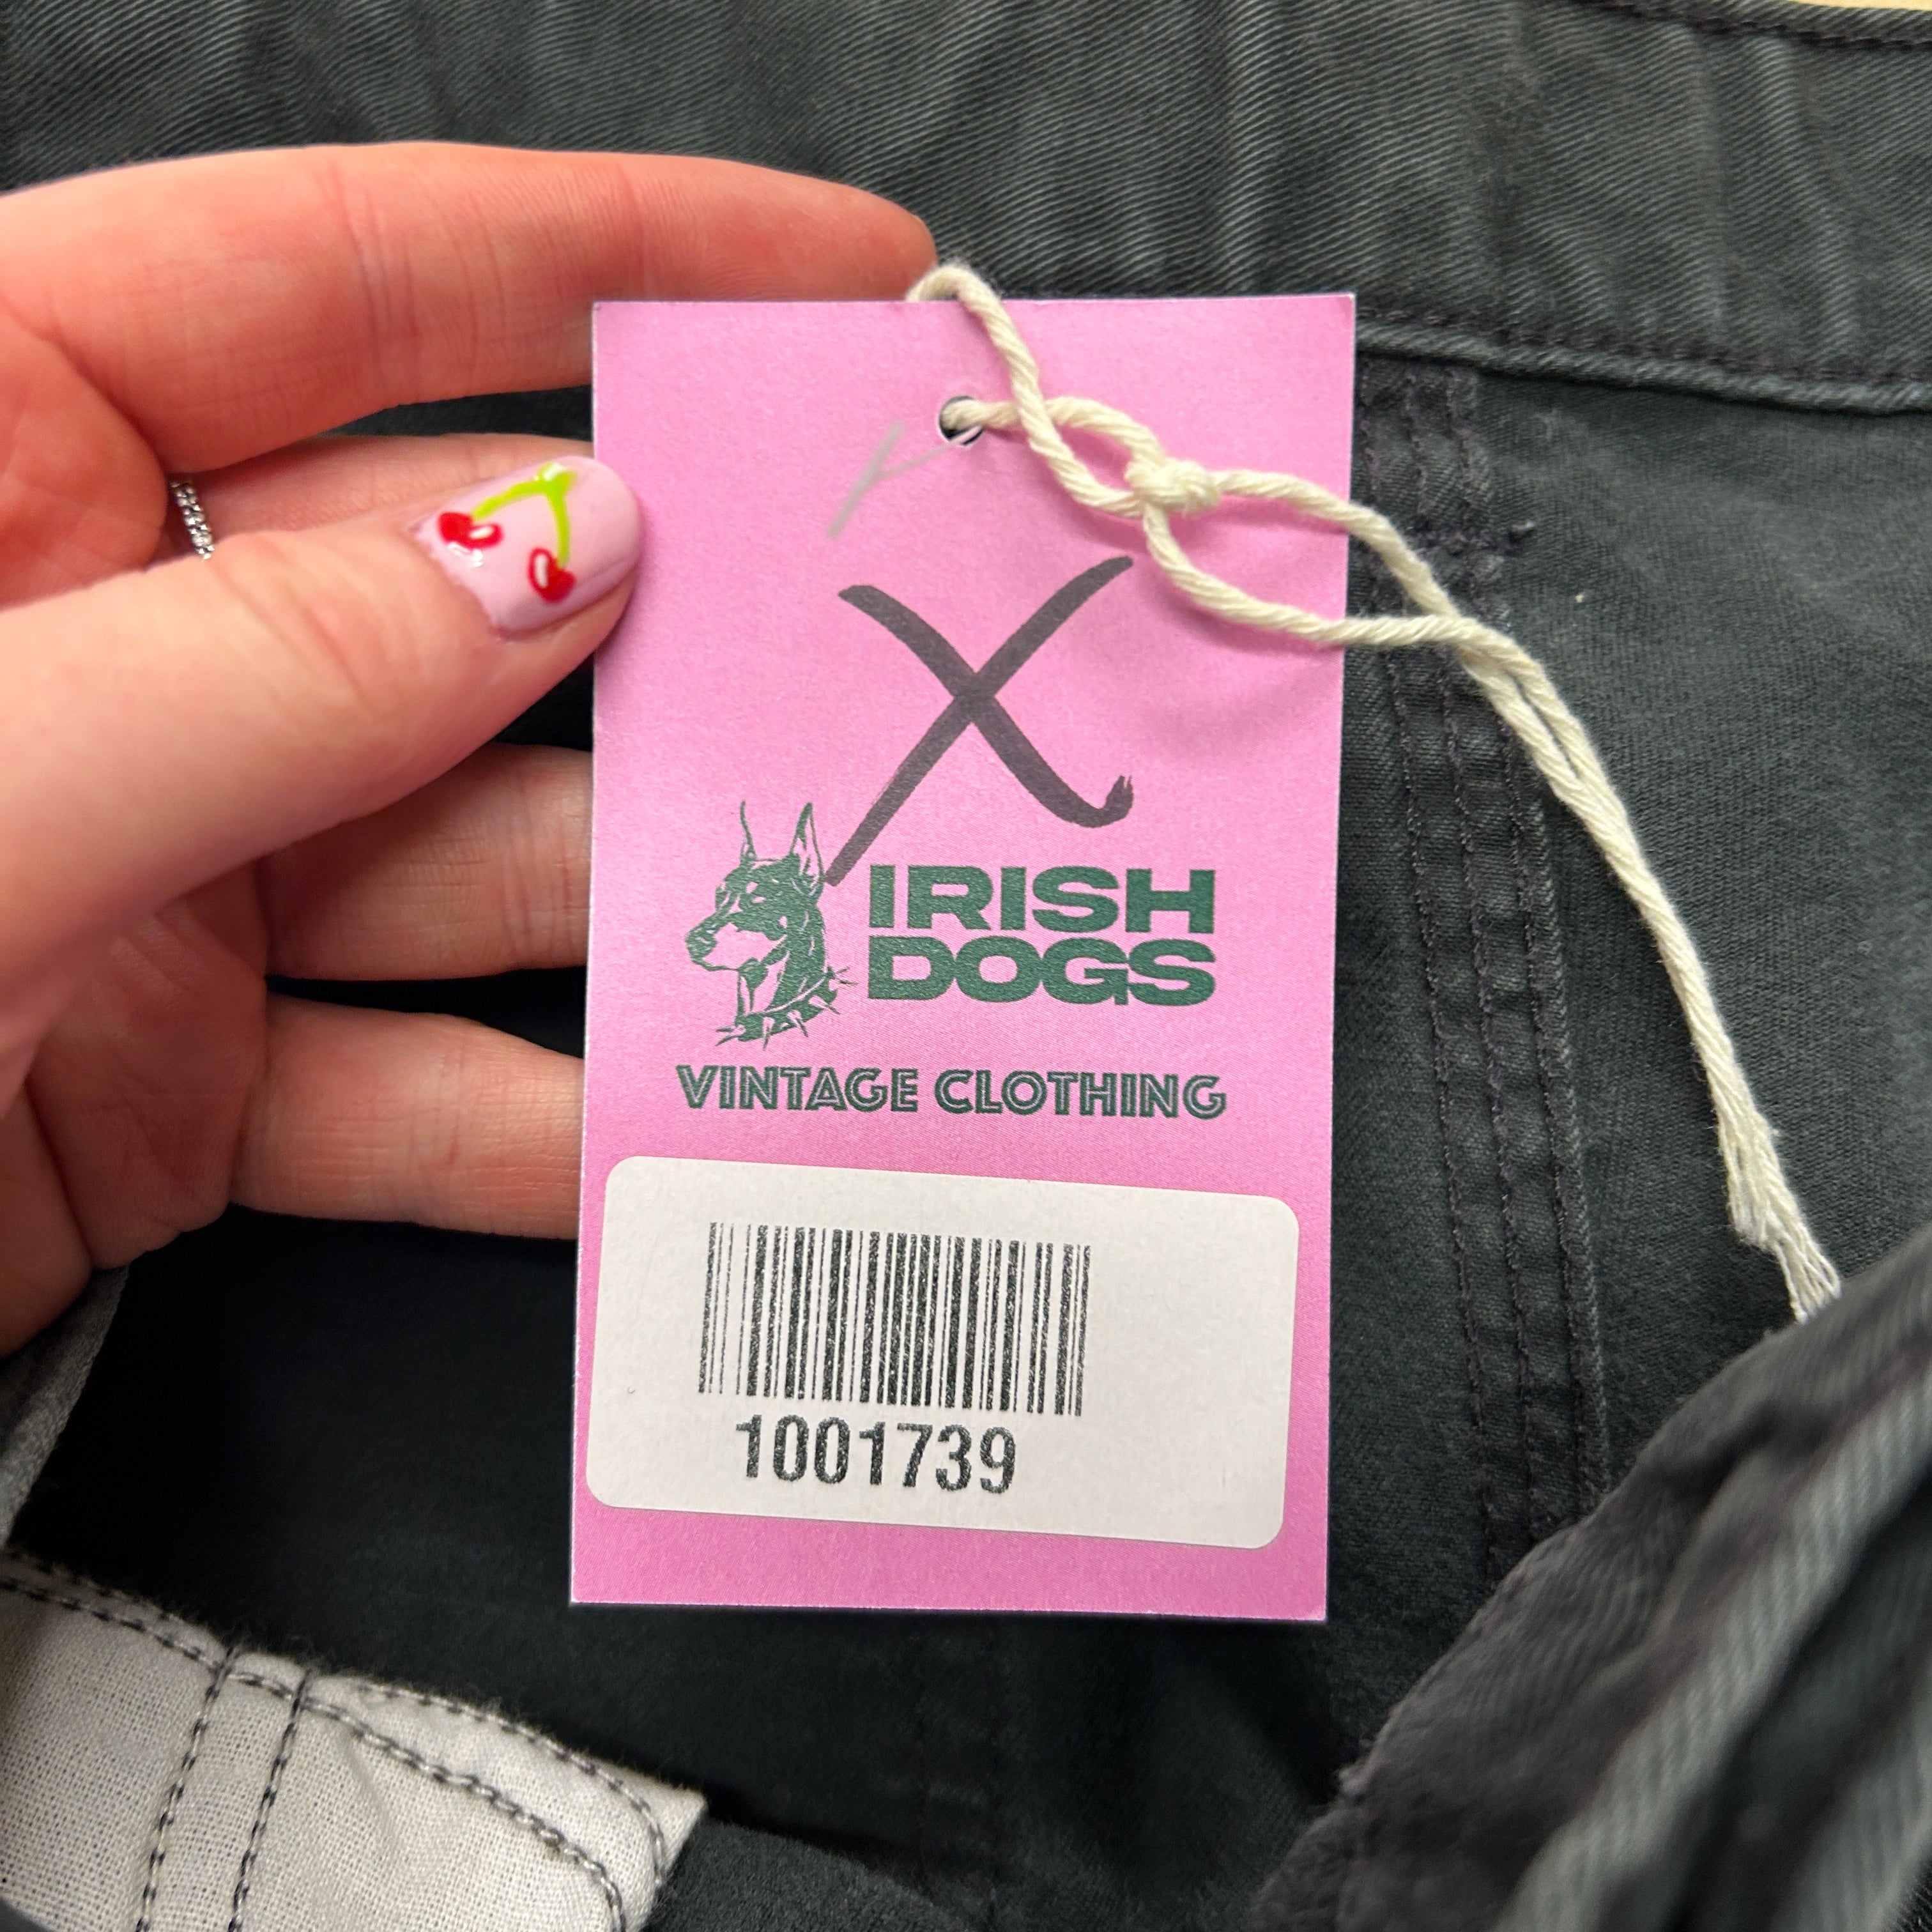 X
IRISH
DOGS
VINTAGE CLOTHING
1001739